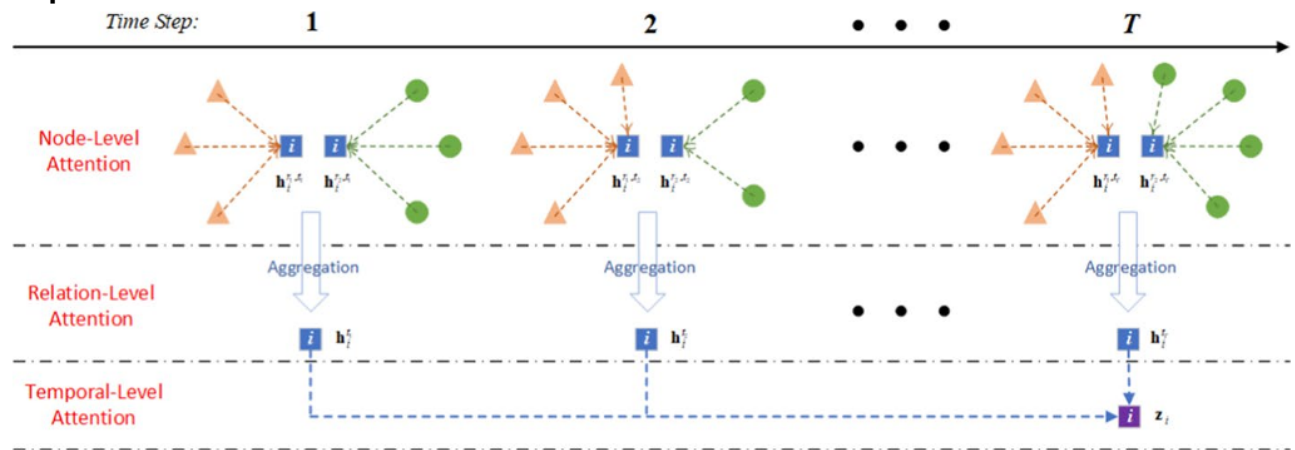 Time Step: 1 2 T
Node-Level
Attention
i i i i i i
Aggregation Aggregation Aggregation
Relation-Level
Attention
i i i
Temporal-Level
Attention
i z_i